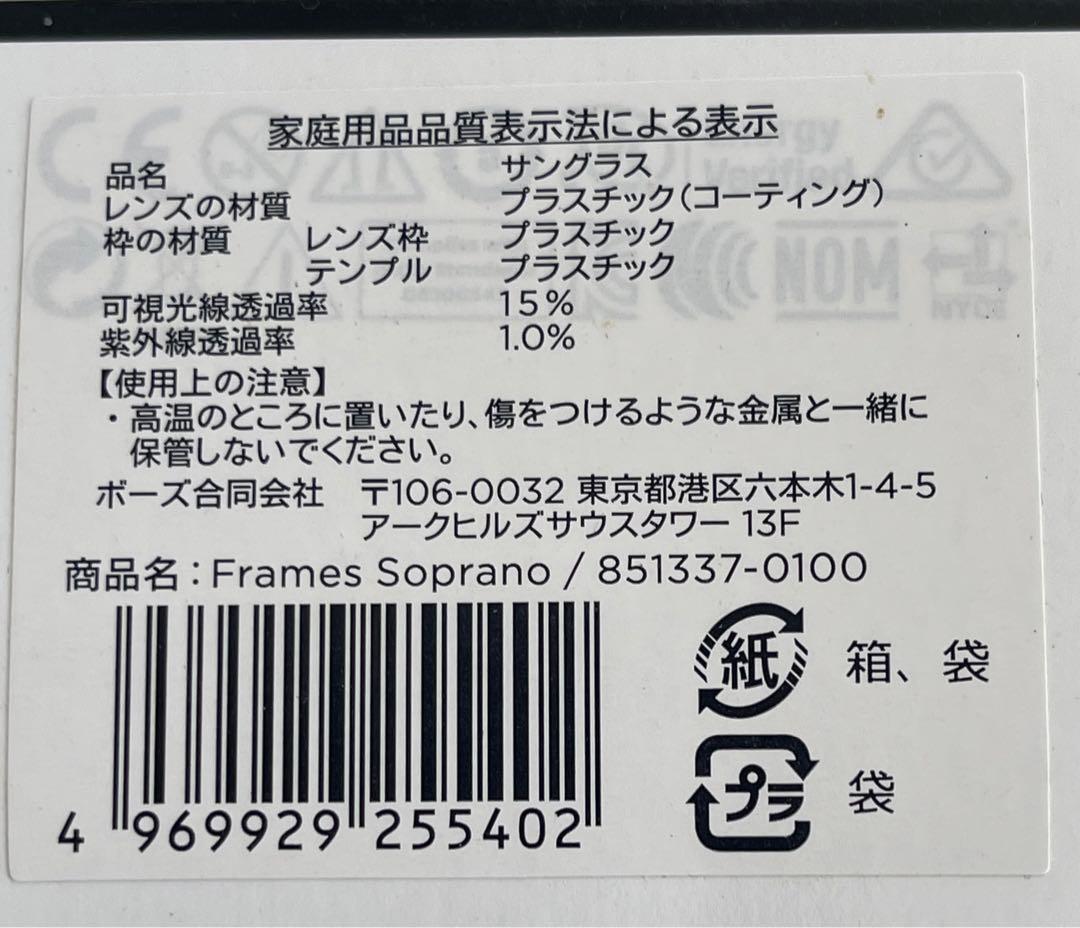 家庭用品品質表示法による表示
品名 サングラス
レンズの材質 プラスチック(コーティング)
枠の材質 レンズ枠 プラスチック
テンプル プラスチック
可視光線透過率 15%
紫外線透過率 1.0%
【使用上の注意】
・高温のところに置いたり、傷をつけるような金属と一緒に
保管しないでください。
ボーズ合同会社 〒106-0032 東京都港区六本木1-4-5
アークヒルズサウスタワー 13F
商品名:Frames Soprano / 851337-0100
紙 箱、袋
プラ 袋
4 969929 255402
Energy
Verified
NOM